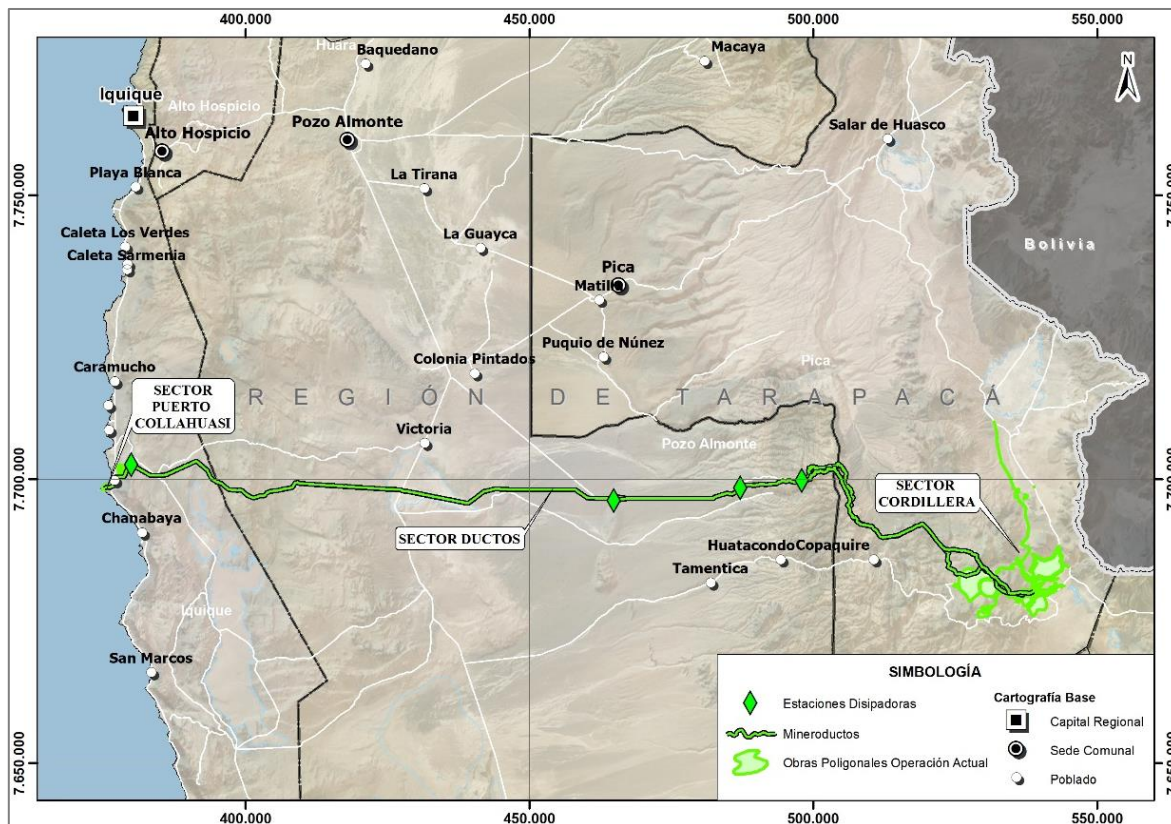 400.000
450.000
500.000
550.000
Huara
Baquedano
Macaya
N
Iquique
Alto Hospicio
Alto Hospicio
Pozo Almonte
Salar de Huasco
Playa Blanca
La Tirana
7.750.000
7.750.000
Caleta Los Verdes
La Guayca
Bolivia
Caleta Sarmenia
Pica
Matill
Puquio de Núnez
Colonia Pintados
Pica
Caramucho
REGIÓN DE TARAPACÁ
SECTOR
PUERTO
COLLAHUASI
Victoria
Pozo Almonte
7.700.000
SECTOR
CORDILLERA
Chanabaya
SECTOR DUCTOS
Huatacondo
Copaquire
Tamentica
Iquique
San Marcos
SIMBOLOGÍA
Estaciones Disipadoras
Mineroductos
Obras Poligonales Operación Actual
Cartografía Base
Capital Regional
Sede Comunal
Poblado
7.650.000
7.650.000
400.000
450.000
500.000
550.000